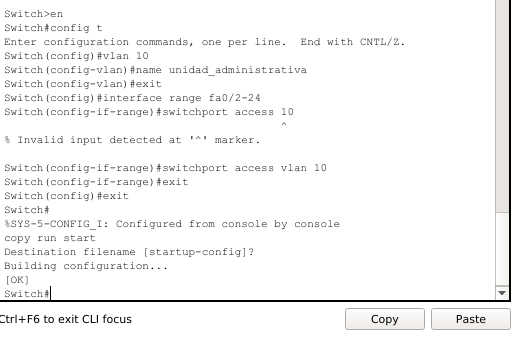 Switch>en
Switch#config t
Enter configuration commands, one per line.  End with CNTL/Z.
Switch(config)#vlan 10
Switch(config-vlan)#name unidad_administrativa
Switch(config-vlan)#exit
Switch(config)#interface range fa0/2-24
Switch(config-if-range)#switchport access 10
^
% Invalid input detected at '^' marker.
Switch(config-if-range)#switchport access vlan 10
Switch(config-if-range)#exit
Switch(config)#exit
Switch#
%SYS-5-CONFIG_I: Configured from console by console
copy run start
Destination filename [startup-config]?
Building configuration...
[OK]
Switch#
Ctrl+F6 to exit CLI focus
Copy
Paste